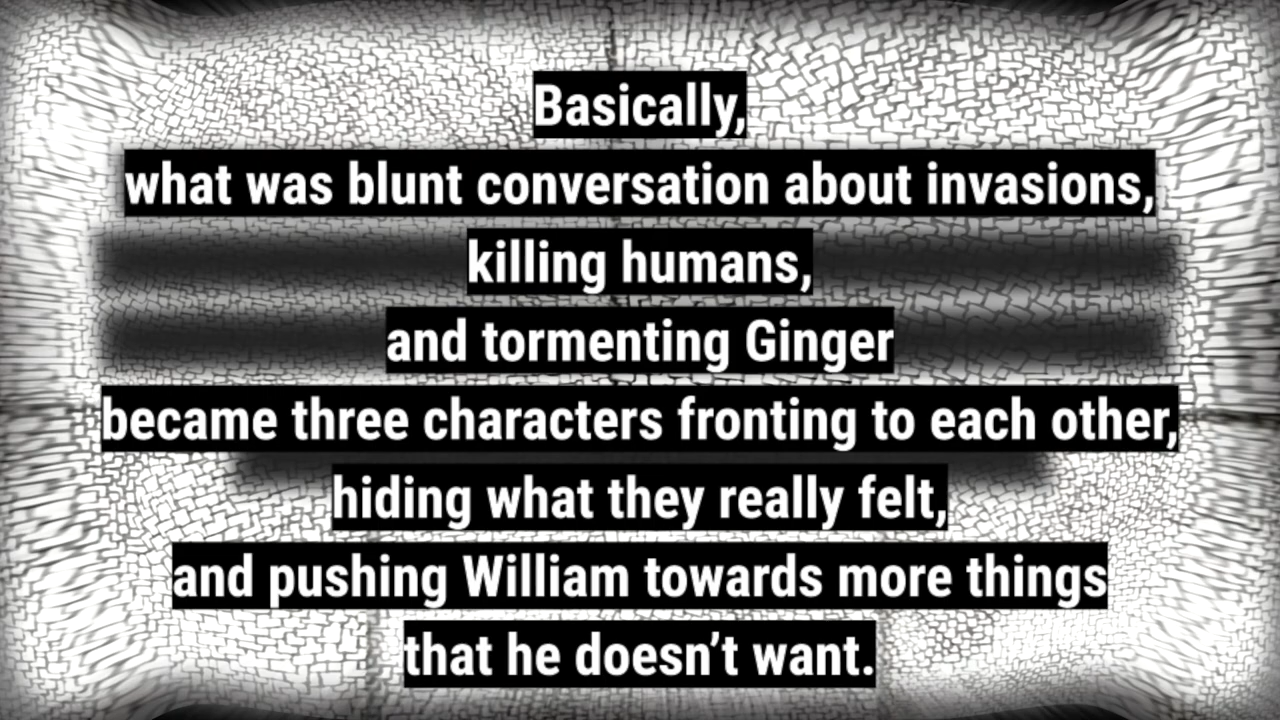 Basically,
what was blunt conversation about invasions,
killing humans,
and tormenting Ginger
became three characters fronting to each other,
hiding what they really felt,
and pushing William towards more things
that he doesn’t want.